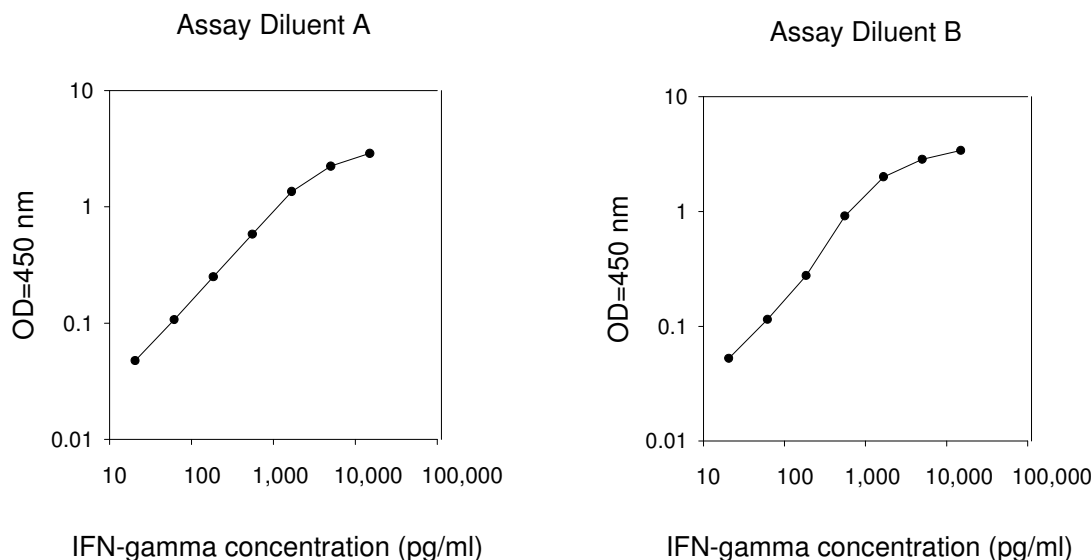 Assay Diluent A
10
1
0.1
0.01
OD=450 nm
10 100 1,000 10,000 100,000
IFN-gamma concentration (pg/ml)
Assay Diluent B
10
1
0.1
0.01
OD=450 nm
10 100 1,000 10,000 100,000
IFN-gamma concentration (pg/ml)